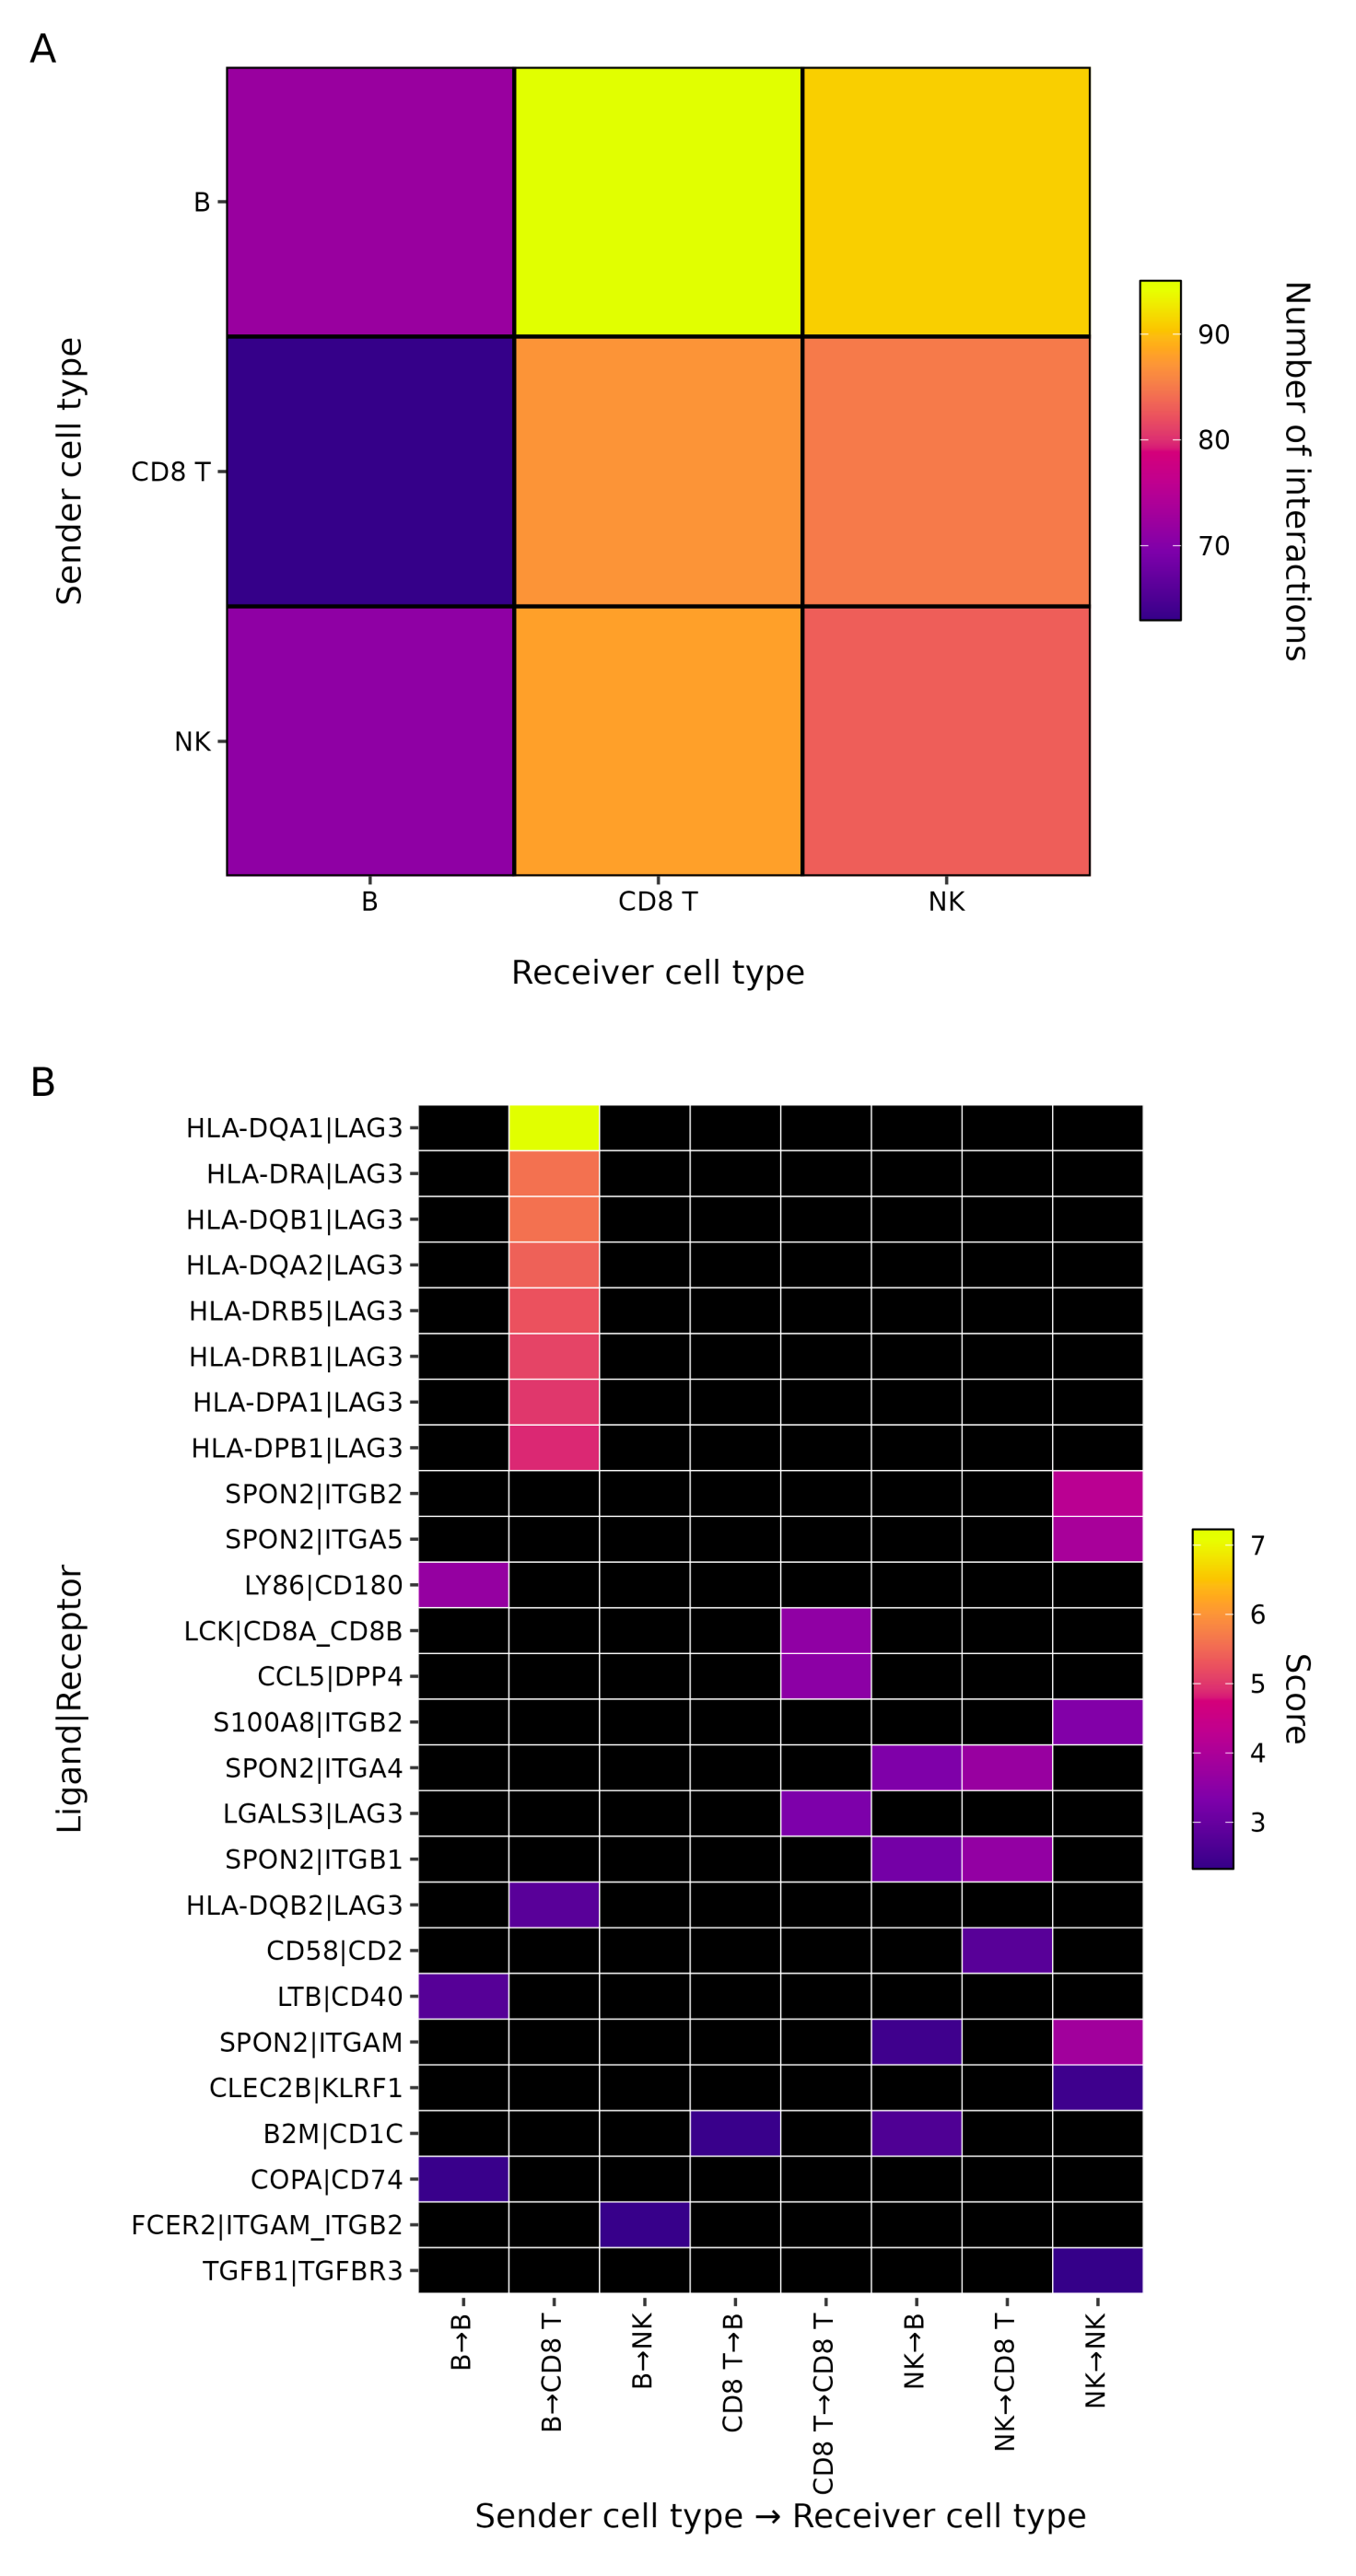 A
Sender cell type
B
CD8 T
NK
B
CD8 T
NK
Receiver cell type
90
80
70
Number of interactions
B
Ligand|Receptor
HLA-DQA1|LAG3
HLA-DRA|LAG3
HLA-DQB1|LAG3
HLA-DQA2|LAG3
HLA-DRB5|LAG3
HLA-DRB1|LAG3
HLA-DPA1|LAG3
HLA-DPB1|LAG3
SPON2|ITGB2
SPON2|ITGA5
LY86|CD180
LCK|CD8A_CD8B
CCL5|DPP4
S100A8|ITGB2
SPON2|ITGA4
LGALS3|LAG3
SPON2|ITGB1
HLA-DQB2|LAG3
CD58|CD2
LTB|CD40
SPON2|ITGAM
CLEC2B|KLRF1
B2M|CD1C
COPA|CD74
FCER2|ITGAM_ITGB2
TGFB1|TGFBR3
B→B
B→CD8 T
B→NK
CD8 T→B
CD8 T→CD8 T
NK→B
NK→CD8 T
NK→NK
Sender cell type → Receiver cell type
7
6
5
4
3
Score